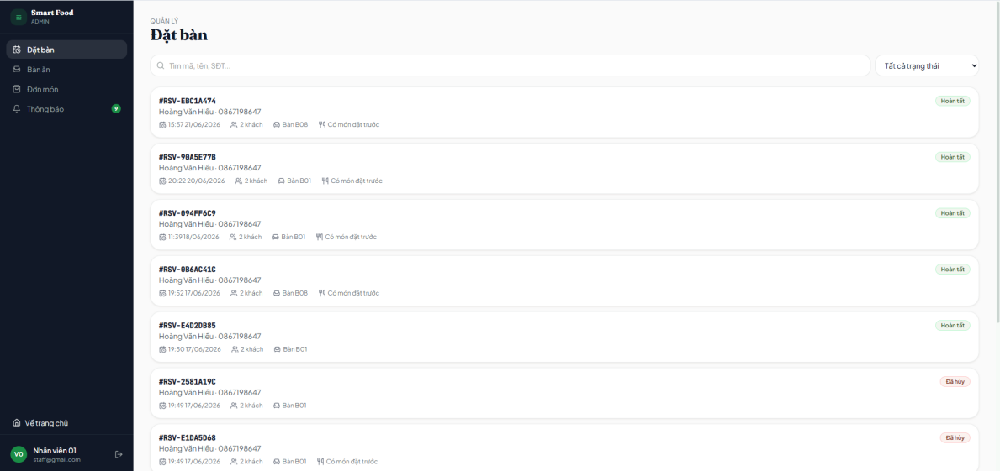 Smart Food
ADMIN
Đặt bàn
Bàn ăn
Đơn món
Thông báo 9
Về trang chủ
V0
Nhân viên 01
staff@gmail.com
QUẢN LÝ
Đặt bàn
Tìm mã, tên, SĐT...
Tất cả trạng thái
#RSV-EBC1A474
Hoàn tất
Hoàng Văn Hiếu · 0867198647
15:57 21/06/2026 2 khách Bàn B08 Có món đặt trước
#RSV-90A5E77B
Hoàn tất
Hoàng Văn Hiếu · 0867198647
20:22 20/06/2026 2 khách Bàn B01 Có món đặt trước
#RSV-094FF6C9
Hoàn tất
Hoàng Văn Hiếu · 0867198647
11:39 18/06/2026 2 khách Bàn B01 Có món đặt trước
#RSV-0B6AC41C
Hoàn tất
Hoàng Văn Hiếu · 0867198647
19:52 17/06/2026 2 khách Bàn B08 Có món đặt trước
#RSV-E4D2DB85
Hoàn tất
Hoàng Văn Hiếu · 0867198647
19:50 17/06/2026 2 khách Bàn B01
#RSV-2581A19C
Đã hủy
Hoàng Văn Hiếu · 0867198647
19:49 17/06/2026 2 khách Bàn B01
#RSV-E1DA5D68
Đã hủy
Hoàng Văn Hiếu · 0867198647
19:49 17/06/2026 2 khách Bàn B01 Có món đặt trước